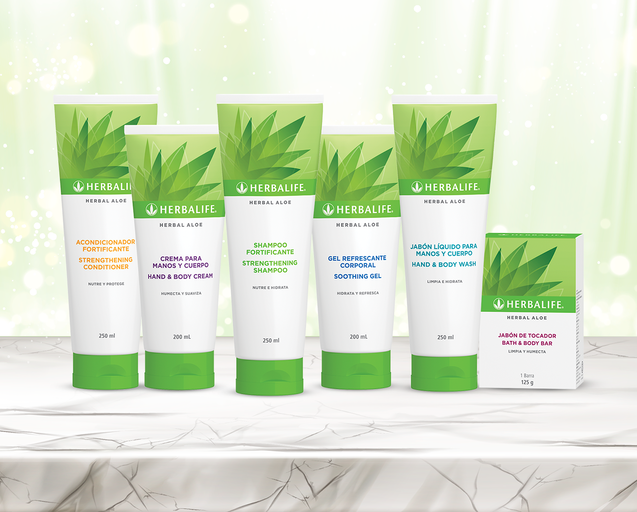 HERBALIFE
HERBAL ALOE
ACONDICIONADOR
FORTIFICANTE
STRENGTHENING
CONDITIONER
NUTRE Y PROTEGE
250 ml
HERBALIFE.
HERBAL ALOE
CREMA PARA
MANOS Y CUERPO
HAND & BODY CREAM
HUMECTA Y SUAVIZA
200 mL
HERBALIFE.
HERBAL ALOE
SHAMPOO
FORTIFICANTE
STRENGTHENING
SHAMPOO
NUTRE E HIDRATA
250 ml
HERBALIFE.
HERBAL ALOE
GEL REFRESCANTE
CORPORAL
SOOTHING GEL
HIDRATA Y REFRESCA
200 mL
HERBALIFE.
HERBAL ALOE
JABÓN LÍQUIDO PARA
MANOS Y CUERPO
HAND & BODY WASH
LIMPIA E HIDRATA
250 ml
HERBALIFE.
HERBAL ALOE
JABÓN DE TOCADOR
BATH & BODY BAR
LIMPIA Y HUMECTA
1 Barra
125 g